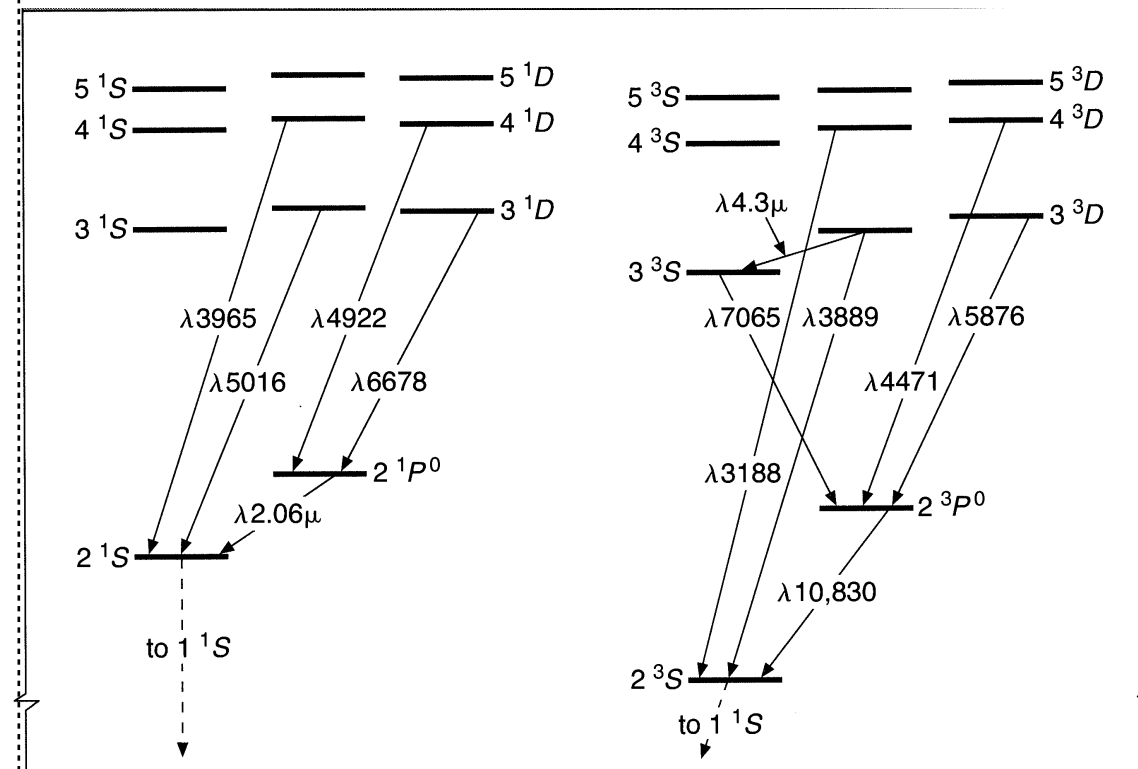 5 ¹S
5 ¹D
4 ¹S
4 ¹D
3 ¹S
3 ¹D
λ3965
λ4922
λ5016
λ6678
2 ¹P⁰
λ2.06μ
2 ¹S
to 1 ¹S
5 ³S
5 ³D
4 ³S
4 ³D
λ4.3μ
3 ³D
3 ³S
λ7065
λ3889
λ5876
λ4471
λ3188
2 ³P⁰
λ10,830
2 ³S
to 1 ¹S